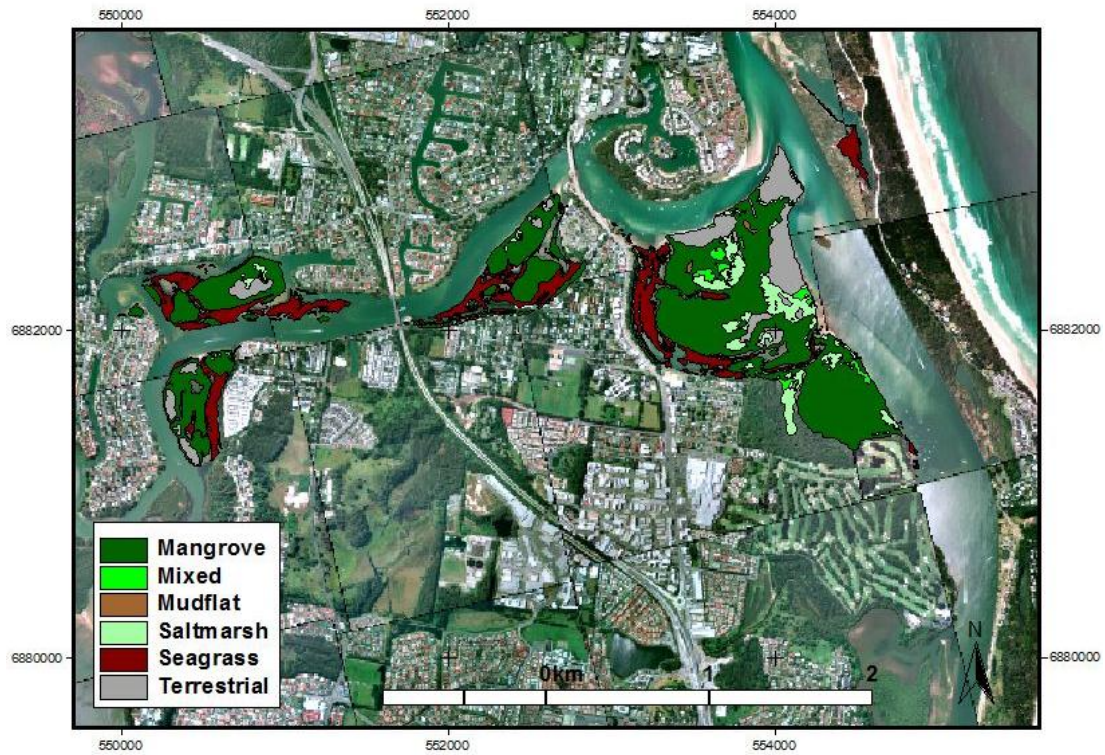 550000 552000 554000
6882000 6882000
Mangrove
Mixed
Mudflat
Saltmarsh
Seagrass
Terrestrial
6880000 6880000
N
1 0km 1 2
550000 552000 554000